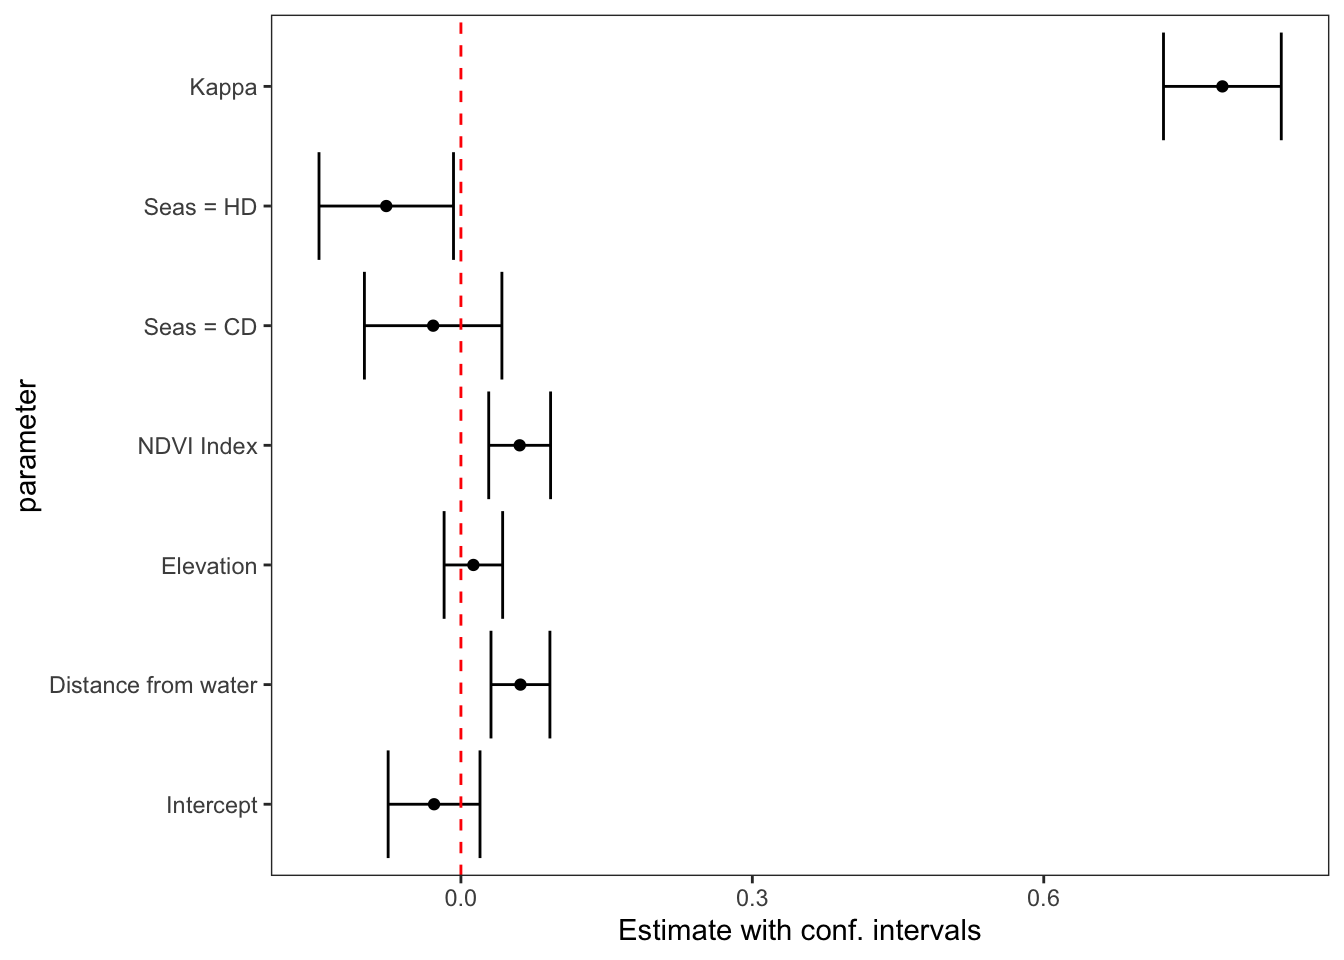 Kappa
Seas = HD
Seas = CD
NDVI Index
Elevation
Distance from water
Intercept
parameter
0.0 0.3 0.6
Estimate with conf. intervals